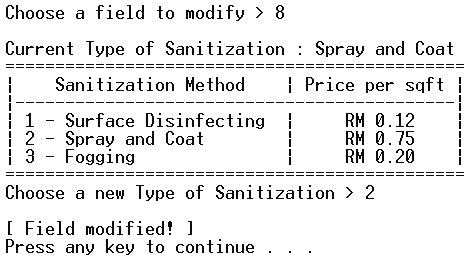 Choose a field to modify > 8
Current Type of Sanitization : Spray and Coat
==============================================
|    Sanitization Method    | Price per sqft |
|--------------------------------------------|
| 1 - Surface Disinfecting  |    RM 0.12     |
| 2 - Spray and Coat        |    RM 0.75     |
| 3 - Fogging               |    RM 0.20     |
==============================================
Choose a new Type of Sanitization > 2
[ Field modified! ]
Press any key to continue . . .